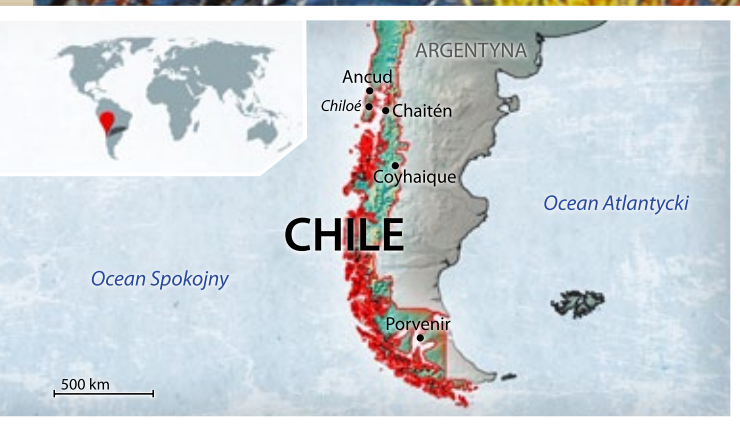 ARGENTYNA
Ancud
Chiloé
Chaitén
Coyhaique
Ocean Atlantycki
CHILE
Ocean Spokojny
Porvenir
500 km